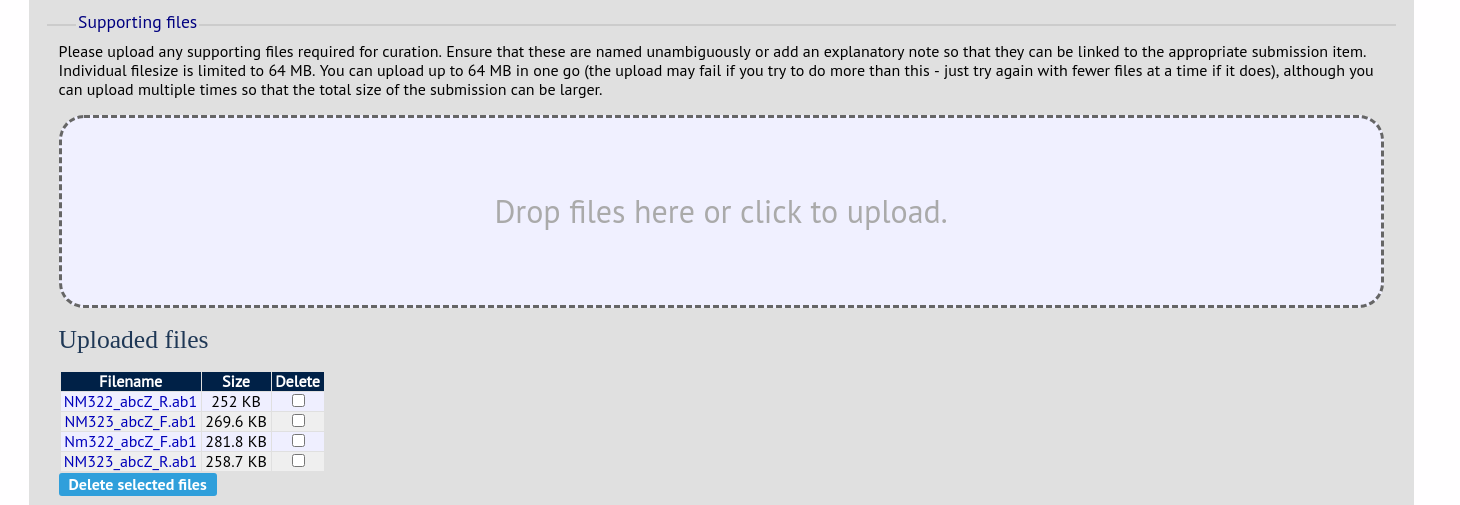 Supporting files
Please upload any supporting files required for curation. Ensure that these are named unambiguously or add an explanatory note so that they can be linked to the appropriate submission item.
Individual filesize is limited to 64 MB. You can upload up to 64 MB in one go (the upload may fail if you try to do more than this - just try again with fewer files at a time if it does), although you
can upload multiple times so that the total size of the submission can be larger.
Drop files here or click to upload.
Uploaded files
Filename Size Delete
NM322_abcZ_R.ab1 252 KB
NM323_abcZ_F.ab1 269.6 KB
Nm322_abcZ_F.ab1 281.8 KB
NM323_abcZ_R.ab1 258.7 KB
Delete selected files